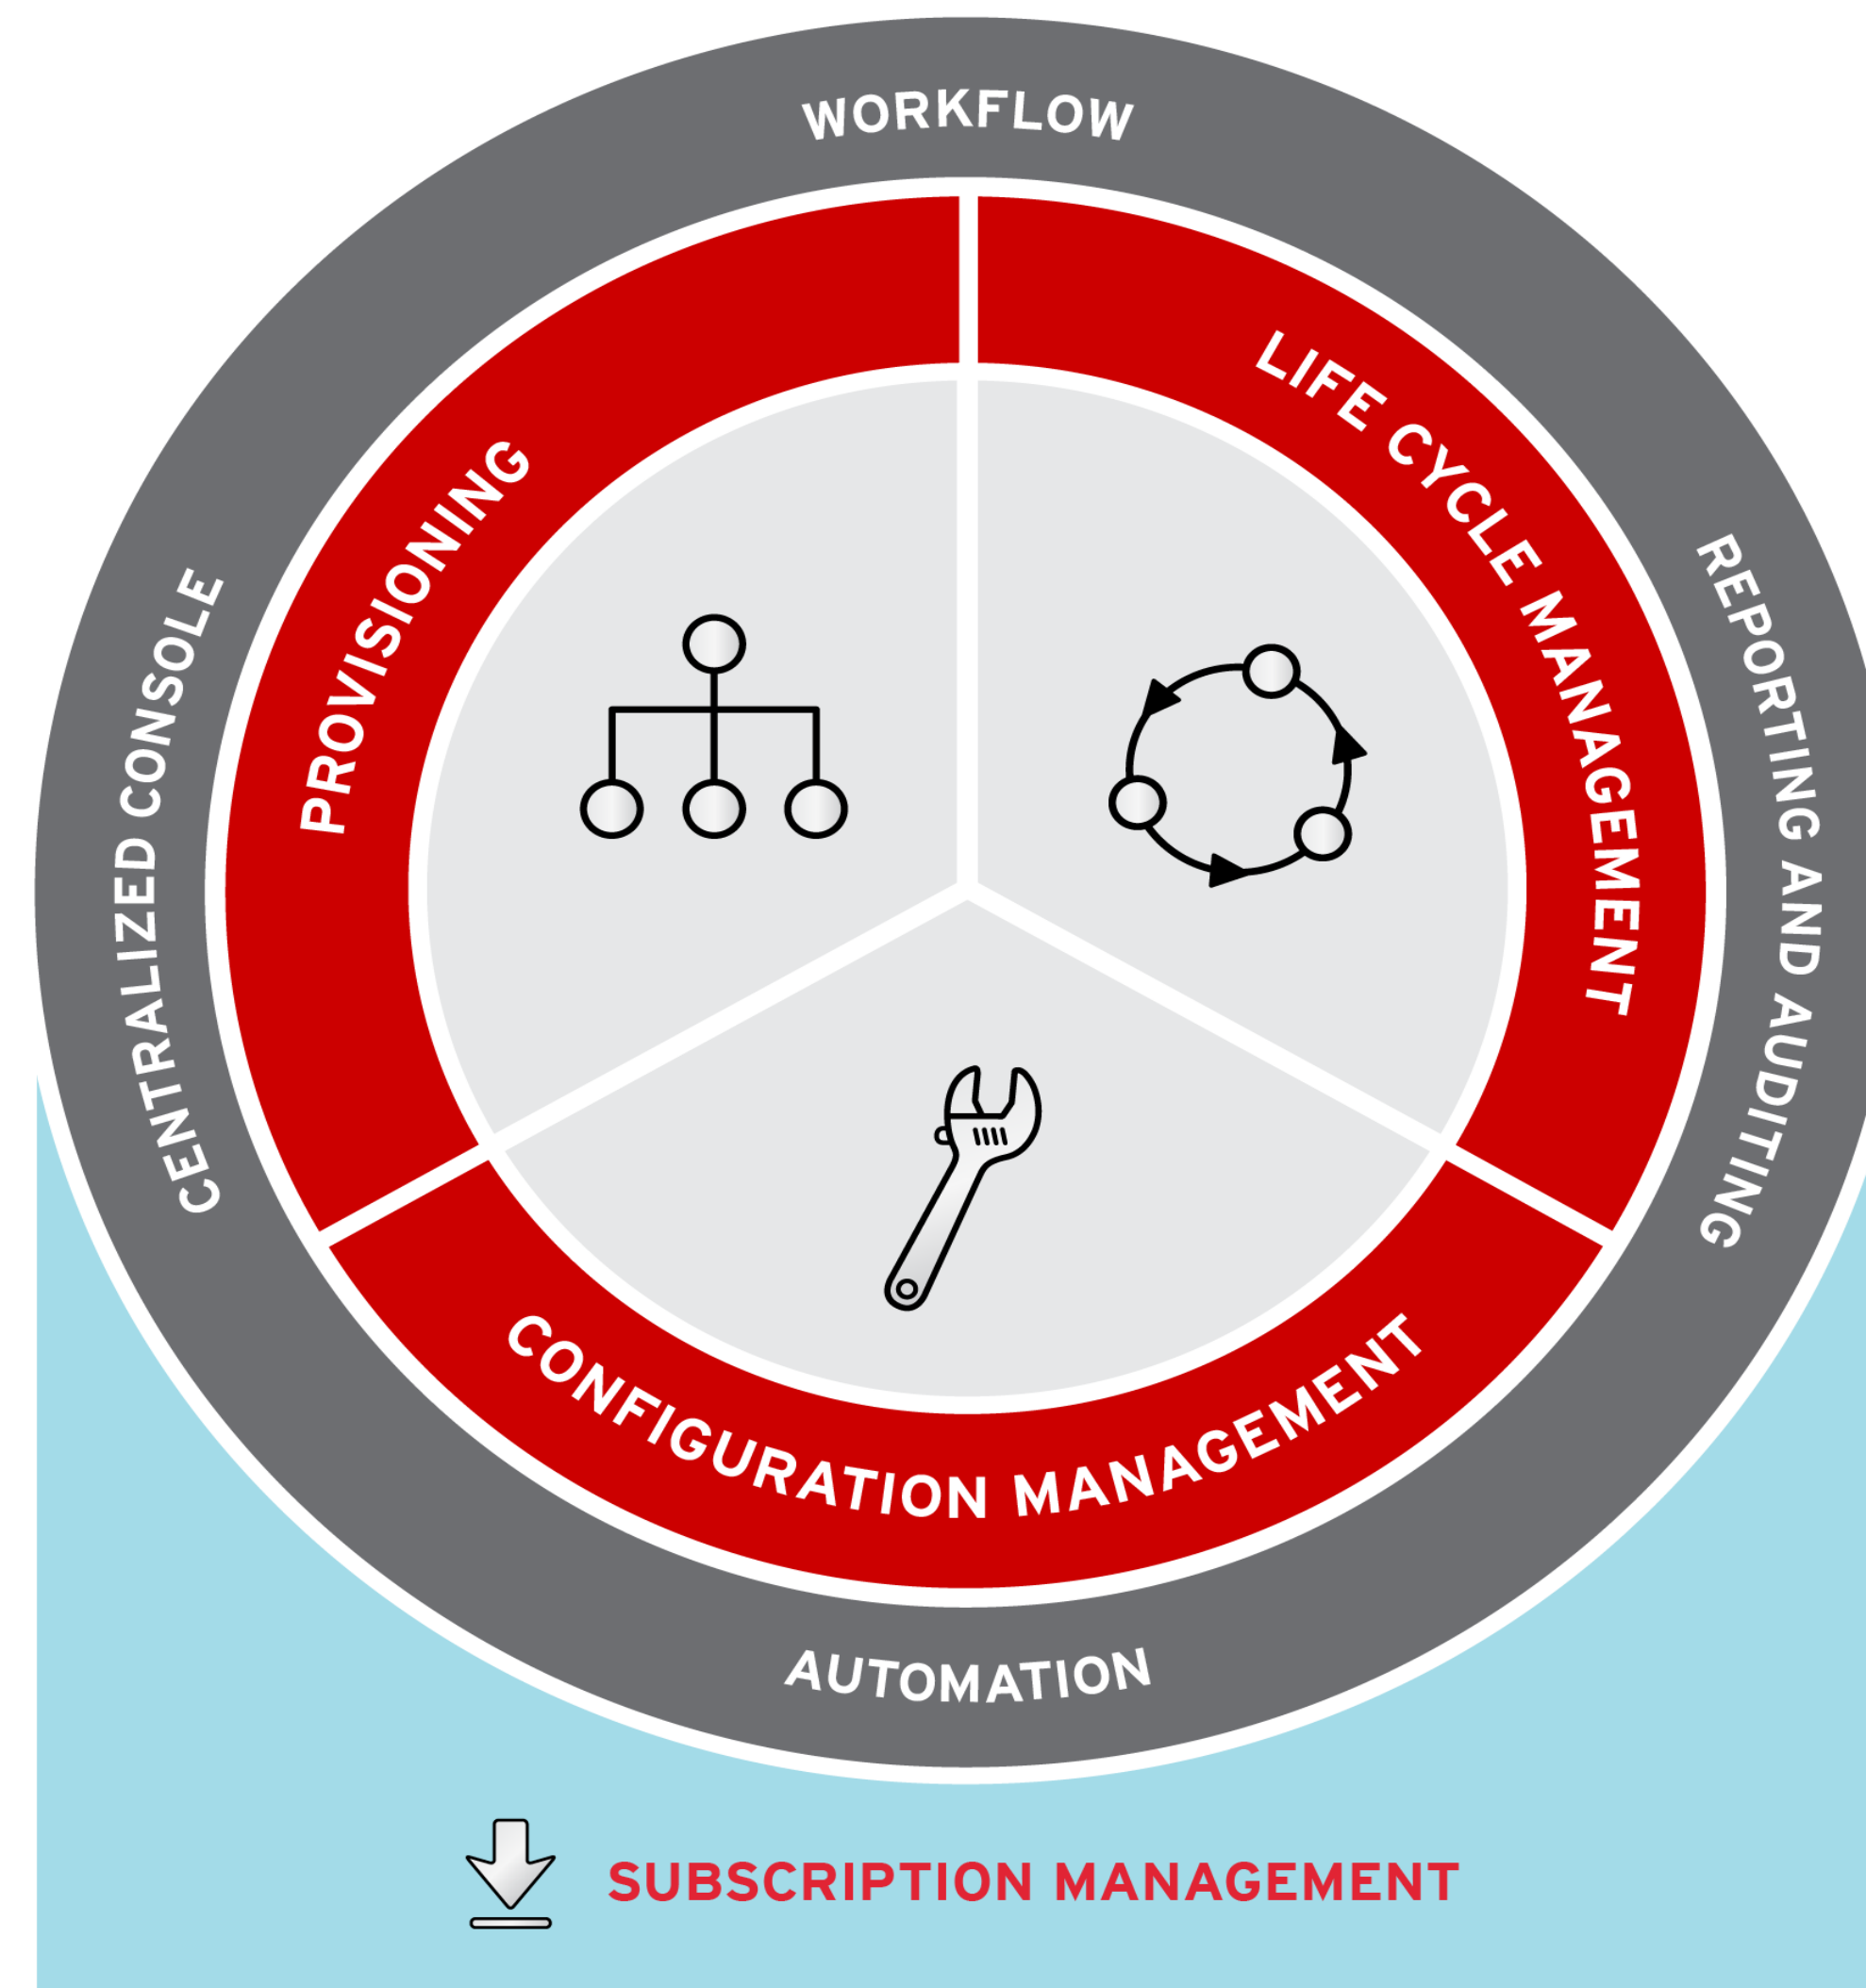 WORKFLOW
LIFE CYCLE MANAGEMENT
PROVISIONING
REPORTING AND AUDITING
CENTRALIZED CONSOLE
CONFIGURATION MANAGEMENT
AUTOMATION
SUBSCRIPTION MANAGEMENT